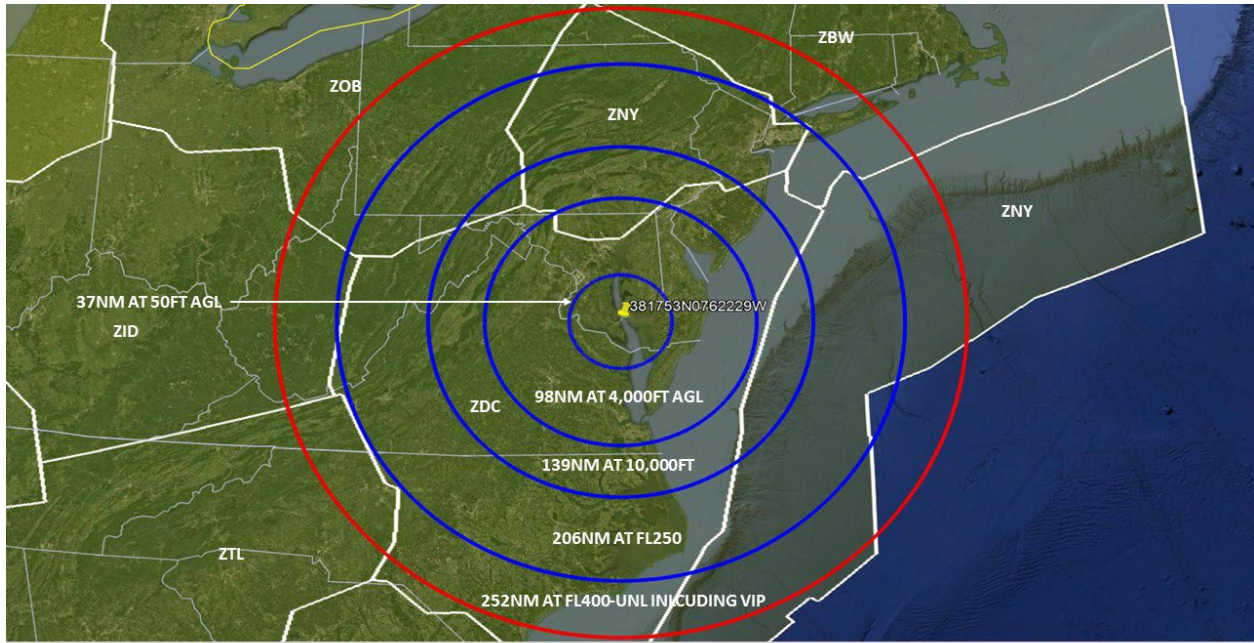 ZBW
ZOB
ZNY
ZNY
37NM AT 50FT AGL
381753N0762229W
ZID
98NM AT 4,000FT AGL
ZDC
139NM AT 10,000FT
206NM AT FL250
ZTL
252NM AT FL400-UNL INLCUDING VIP